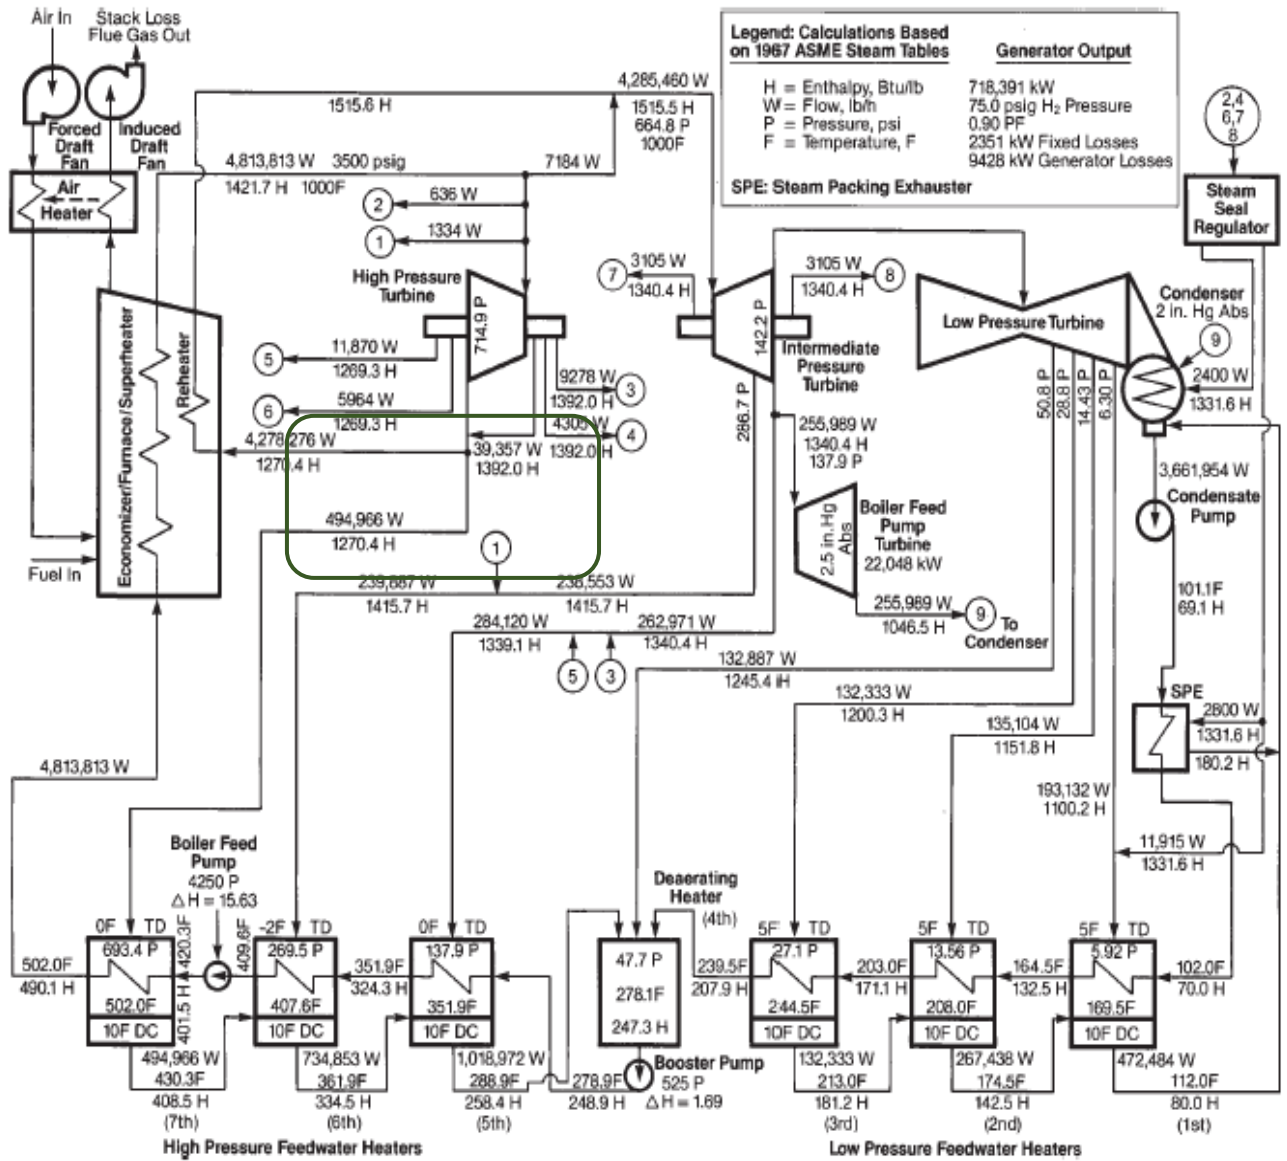 Air In
Stack Loss
Flue Gas Out
Forced
Draft
Fan
Induced
Draft
Fan
Air
Heater
4,285,460 W
1515.6 H
1515.5 H
664.8 P
1000F
4,813,813 W 3500 psig
1421.7 H 1000F
7184 W
Legend: Calculations Based
on 1967 ASME Steam Tables
H = Enthalpy, Btu/lb
W = Flow, lb/h
P = Pressure, psi
F = Temperature, F
SPE: Steam Packing Exhauster
Generator Output
718,391 kW
75.0 psig H₂ Pressure
0.90 PF
2351 kW Fixed Losses
9428 kW Generator Losses
2,4
6,7
8
Steam
Seal
Regulator
2
636 W
1
1334 W
High Pressure
Turbine
714.9 P
5
11,870 W
1269.3 H
6
5964 W
1269.3 H
9278 W
1392.0 H
3
4305 W
1392.0 H
4
39,357 W
1392.0 H
4,278,276 W
1270.4 H
494,966 W
1270.4 H
7
3105 W
1340.4 H
3105 W
1340.4 H
8
142.2 P
Intermediate
Pressure
Turbine
286.7 P
Low Pressure Turbine
50.8 P
28.8 P
14.43 P
6.30 P
Condenser
2 in. Hg Abs
9
2400 W
1331.6 H
Economizer/Furnace/Superheater
Reheater
Fuel In
255,989 W
1340.4 H
137.9 P
2.5 in.Hg
Abs
Boiler Feed
Pump
Turbine
22,048 kW
255,989 W
1046.5 H
9
To
Condenser
3,661,954 W
Condensate
Pump
101.1F
69.1 H
1
239,887 W
1415.7 H
238,553 W
1415.7 H
284,120 W
1339.1 H
262,971 W
1340.4 H
5
3
132,887 W
1245.4 iH
132,333 W
1200.3 H
135,104 W
1151.8 H
193,132 W
1100.2 H
SPE
2800 W
1331.6 H
180.2 H
11,915 W
1331.6 H
4,813,813 W
Boiler Feed
Pump
4250 P
Δ H = 15.63
Deaerating
Heater
(4th)
0F TD
693.4 P
502.0F
10F DC
502.0F
490.1 H
420.3F
401.5 H
409.6F
-2F TD
269.5 P
407.6F
10F DC
351.9F
324.3 H
0F TD
137.9 P
351.9F
10F DC
47.7 P
278.1F
247.3 H
239.5F
207.9 H
5F TD
27.1 P
244.5F
10F DC
203.0F
171.1 H
5F TD
13.56 P
208.0F
10F DC
164.5F
132.5 H
5F TD
5.92 P
169.5F
10F DC
102.0F
70.0 H
494,966 W
430.3F
408.5 H
(7th)
734,853 W
361.9F
334.5 H
(6th)
1,018,972 W
288.9F
258.4 H
(5th)
278.9F
248.9 H
Booster Pump
525 P
Δ H = 1.69
132,333 W
213.0F
181.2 H
(3rd)
267,438 W
174.5F
142.5 H
(2nd)
472,484 W
112.0F
80.0 H
(1st)
High Pressure Feedwater Heaters
Low Pressure Feedwater Heaters